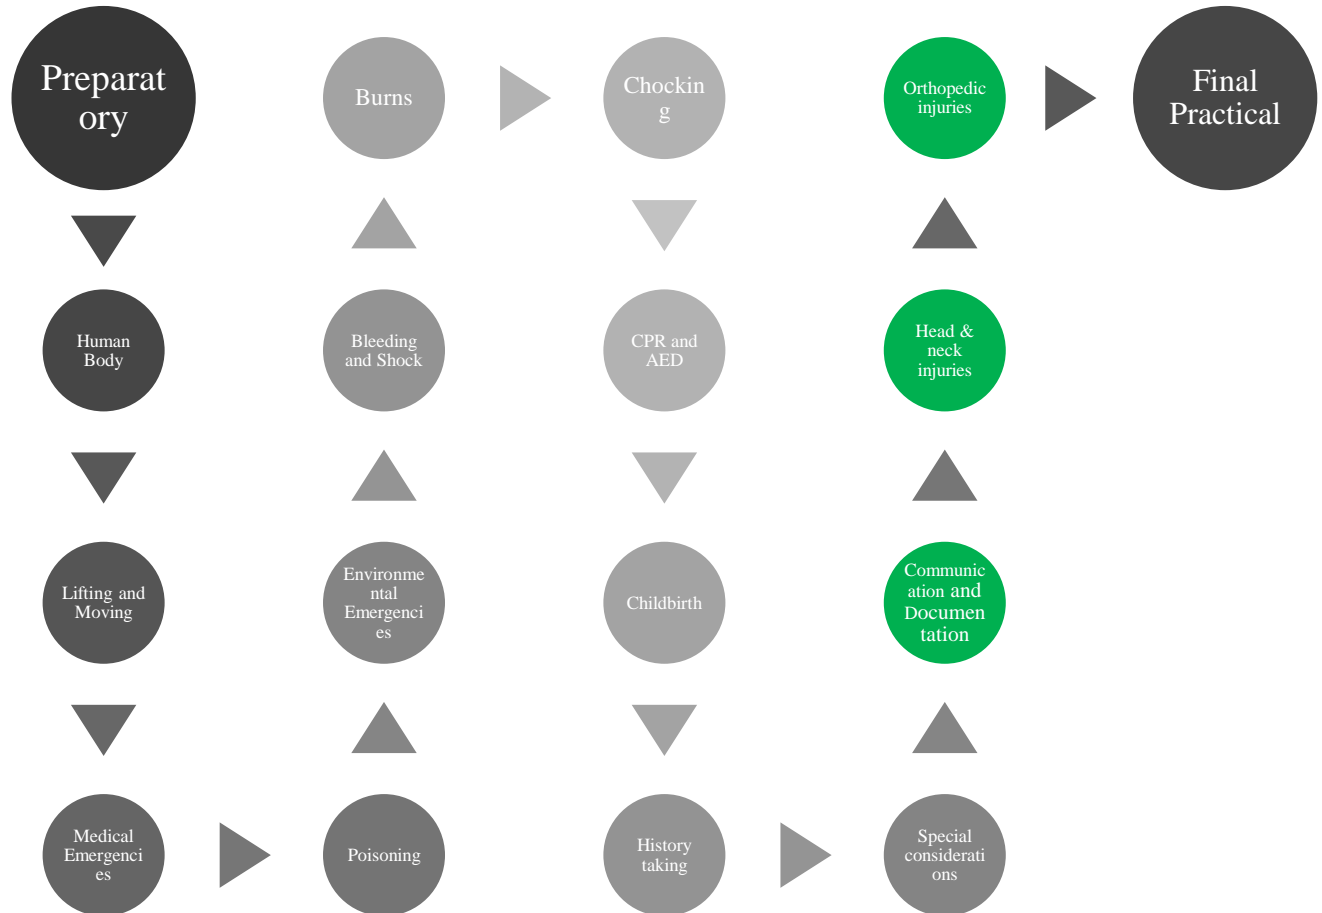 Preparat
ory
Human
Body
Lifting and
Moving
Medical
Emergenci
es
Poisoning
Environme
ntal
Emergenci
es
Bleeding
and Shock
Burns
Chockin
g
CPR and
AED
Childbirth
History
taking
Special
considerati
ons
Communic
ation and
Documen
tation
Head &
neck
injuries
Orthopedic
injuries
Final
Practical